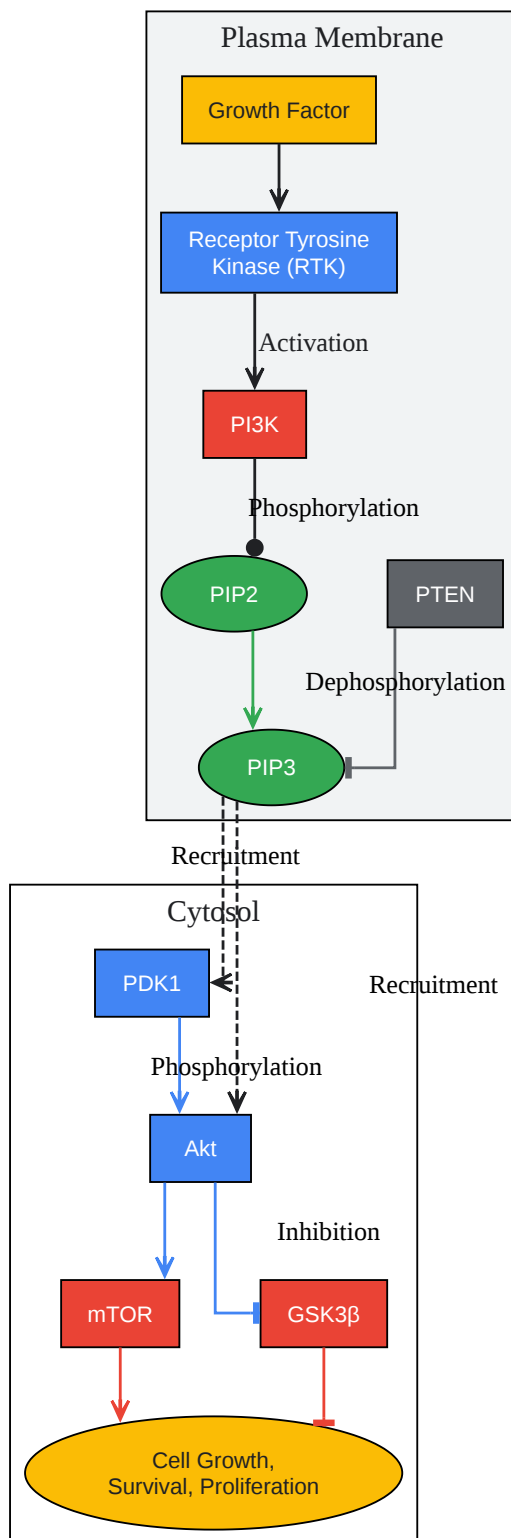 Plasma Membrane
Growth Factor
Receptor Tyrosine
Kinase (RTK)
Activation
PI3K
Phosphorylation
PIP2
PTEN
Dephosphorylation
PIP3
Recruitment
Cytosol
PDK1
Recruitment
Phosphorylation
Akt
Inhibition
mTOR
GSK3β
Cell Growth,
Survival, Proliferation